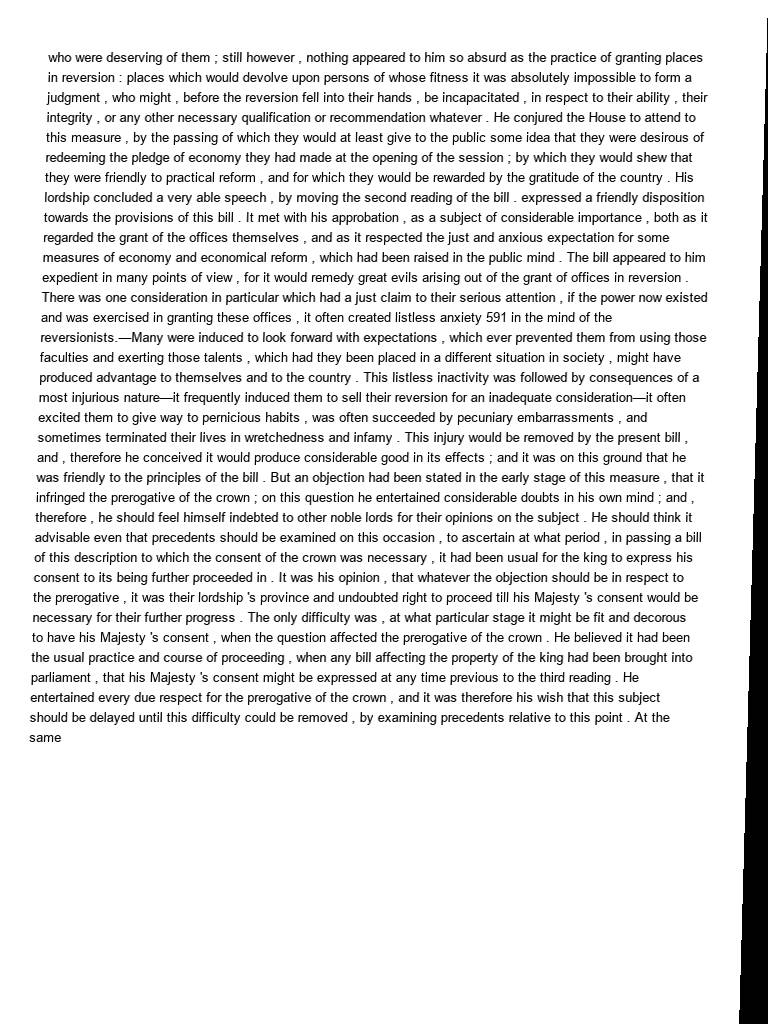 who were deserving of them ; still however , nothing appeared to him so absurd as the practice of granting places
in reversion : places which would devolve upon persons of whose fitness it was absolutely impossible to form a
judgment , who might , before the reversion fell into their hands , be incapacitated , in respect to their ability , their
integrity , or any other necessary qualification or recommendation whatever . He conjured the House to attend to
this measure , by the passing of which they would at least give to the public some idea that they were desirous of
redeeming the pledge of economy they had made at the opening of the session ; by which they would shew that
they were friendly to practical reform , and for which they would be rewarded by the gratitude of the country . His
lordship concluded a very able speech , by moving the second reading of the bill . expressed a friendly disposition
towards the provisions of this bill . It met with his approbation , as a subject of considerable importance , both as it
regarded the grant of the offices themselves , and as it respected the just and anxious expectation for some
measures of economy and economical reform , which had been raised in the public mind . The bill appeared to him
expedient in many points of view , for it would remedy great evils arising out of the grant of offices in reversion .
There was one consideration in particular which had a just claim to their serious attention , if the power now existed
and was exercised in granting these offices , it often created listless anxiety 591 in the mind of the
reversionists.—Many were induced to look forward with expectations , which ever prevented them from using those
faculties and exerting those talents , which had they been placed in a different situation in society , might have
produced advantage to themselves and to the country . This listless inactivity was followed by consequences of a
most injurious nature—it frequently induced them to sell their reversion for an inadequate consideration—it often
excited them to give way to pernicious habits , was often succeeded by pecuniary embarrassments , and
sometimes terminated their lives in wretchedness and infamy . This injury would be removed by the present bill ,
and , therefore he conceived it would produce considerable good in its effects ; and it was on this ground that he
was friendly to the principles of the bill . But an objection had been stated in the early stage of this measure , that it
infringed the prerogative of the crown ; on this question he entertained considerable doubts in his own mind ; and ,
therefore , he should feel himself indebted to other noble lords for their opinions on the subject . He should think it
advisable even that precedents should be examined on this occasion , to ascertain at what period , in passing a bill
of this description to which the consent of the crown was necessary , it had been usual for the king to express his
consent to its being further proceeded in . It was his opinion , that whatever the objection should be in respect to
the prerogative , it was their lordship 's province and undoubted right to proceed till his Majesty 's consent would be
necessary for their further progress . The only difficulty was , at what particular stage it might be fit and decorous
to have his Majesty 's consent , when the question affected the prerogative of the crown . He believed it had been
the usual practice and course of proceeding , when any bill affecting the property of the king had been brought into
parliament , that his Majesty 's consent might be expressed at any time previous to the third reading . He
entertained every due respect for the prerogative of the crown , and it was therefore his wish that this subject
should be delayed until this difficulty could be removed , by examining precedents relative to this point . At the
same